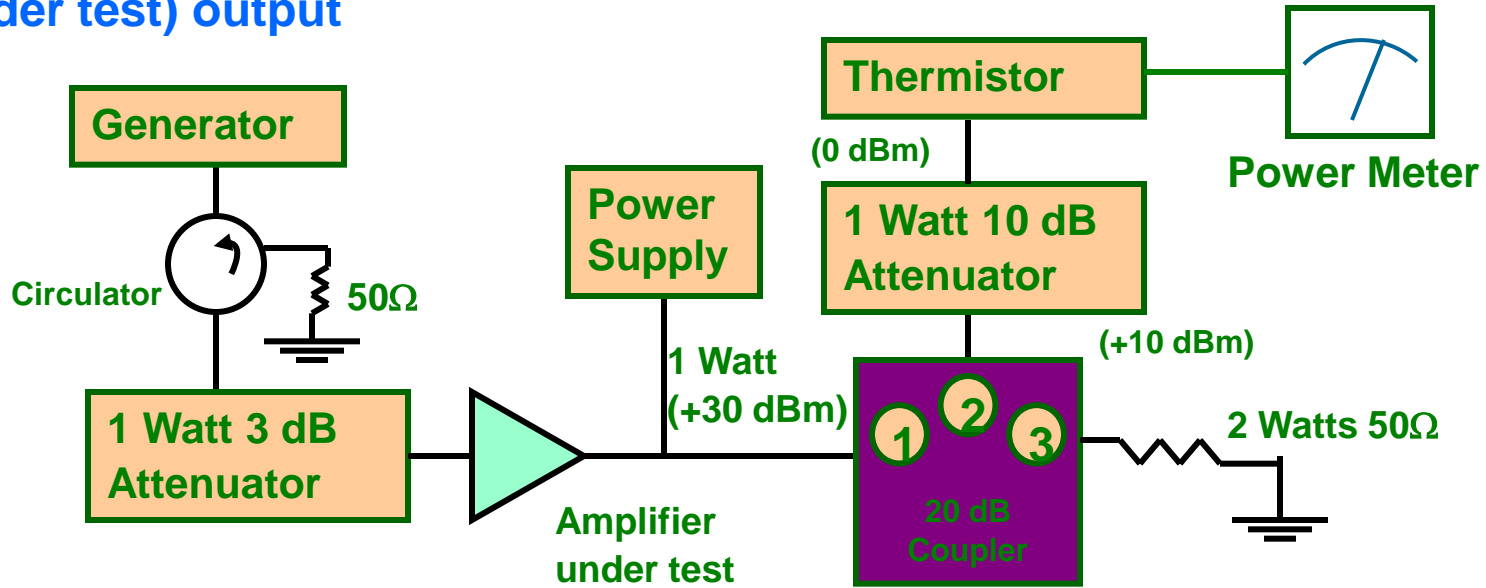 der test) output
Generator
Circulator
50Ω
1 Watt 3 dB
Attenuator
Power
Supply
1 Watt
(+30 dBm)
Amplifier
under test
Thermistor
(0 dBm)
1 Watt 10 dB
Attenuator
(+10 dBm)
Power Meter
1
2
3
20 dB
Coupler
2 Watts 50Ω